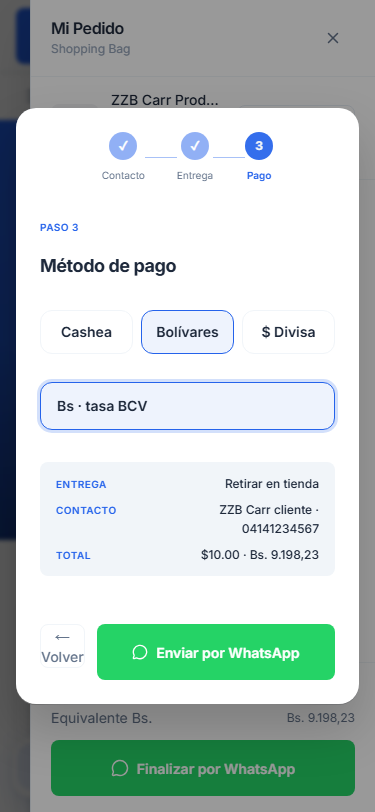 Mi Pedido
Shopping Bag
ZZB Carr Prod...
3
Contacto
Entrega
Pago
PASO 3
Método de pago
Cashea
Bolívares
$ Divisa
Bs · tasa BCV
ENTREGA
Retirar en tienda
CONTACTO
ZZB Carr cliente ·
04141234567
TOTAL
$10.00 · Bs. 9.198,23
← Volver
Enviar por WhatsApp
Equivalente Bs.
Bs. 9.198,23
Finalizar por WhatsApp